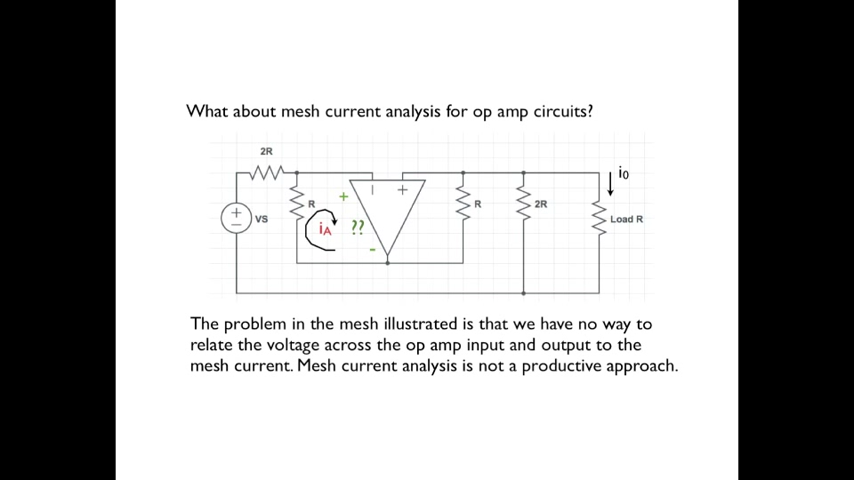 What about mesh current analysis for op amp circuits?
2R
i0
+ VS
R
+
+
R
2R
Load R
iA
??
The problem in the mesh illustrated is that we have no way to
relate the voltage across the op amp input and output to the
mesh current. Mesh current analysis is not a productive approach.